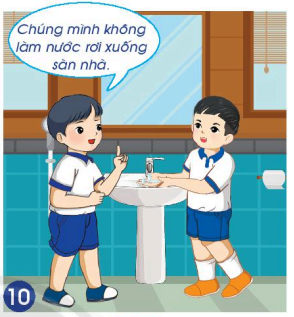 Chúng mình không
làm nước rơi xuống
sàn nhà.
10